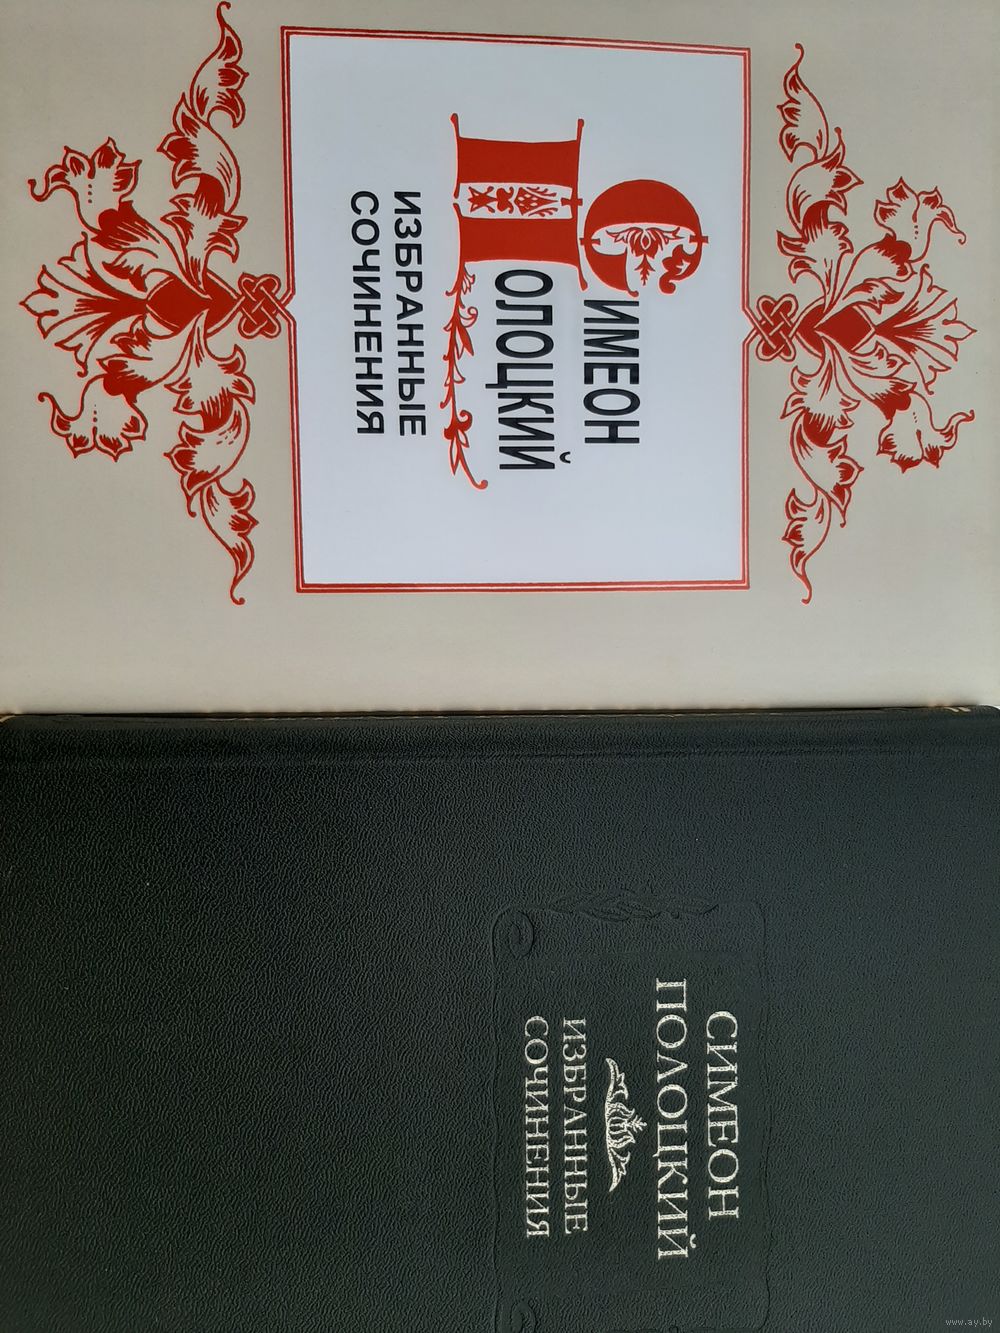 СИМЕОН
ПОЛОЦКИЙ
ИЗБРАННЫЕ
СОЧИНЕНИЯ
СИМЕОН
ПОЛОЦКИЙ
ИЗБРАННЫЕ
СОЧИНЕНИЯ
www.ay.by